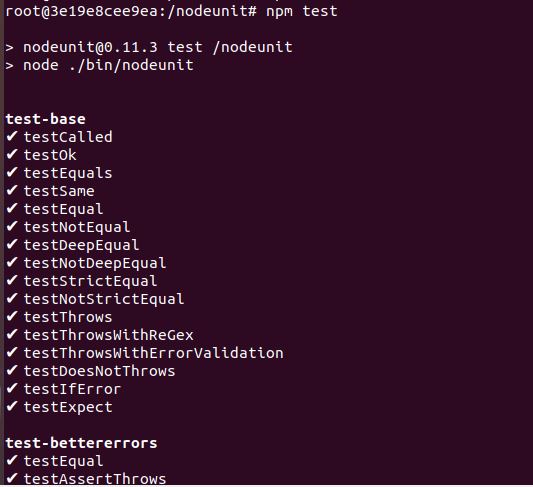 root@3e19e8cee9ea:/nodeunit# npm test
> nodeunit@0.11.3 test /nodeunit
> node ./bin/nodeunit
test-base
✔ testCalled
✔ testOk
✔ testEquals
✔ testSame
✔ testEqual
✔ testNotEqual
✔ testDeepEqual
✔ testNotDeepEqual
✔ testStrictEqual
✔ testNotStrictEqual
✔ testThrows
✔ testThrowsWithReGex
✔ testThrowsWithErrorValidation
✔ testDoesNotThrows
✔ testIfError
✔ testExpect
test-bettererrors
✔ testEqual
✔ testAssertThrows